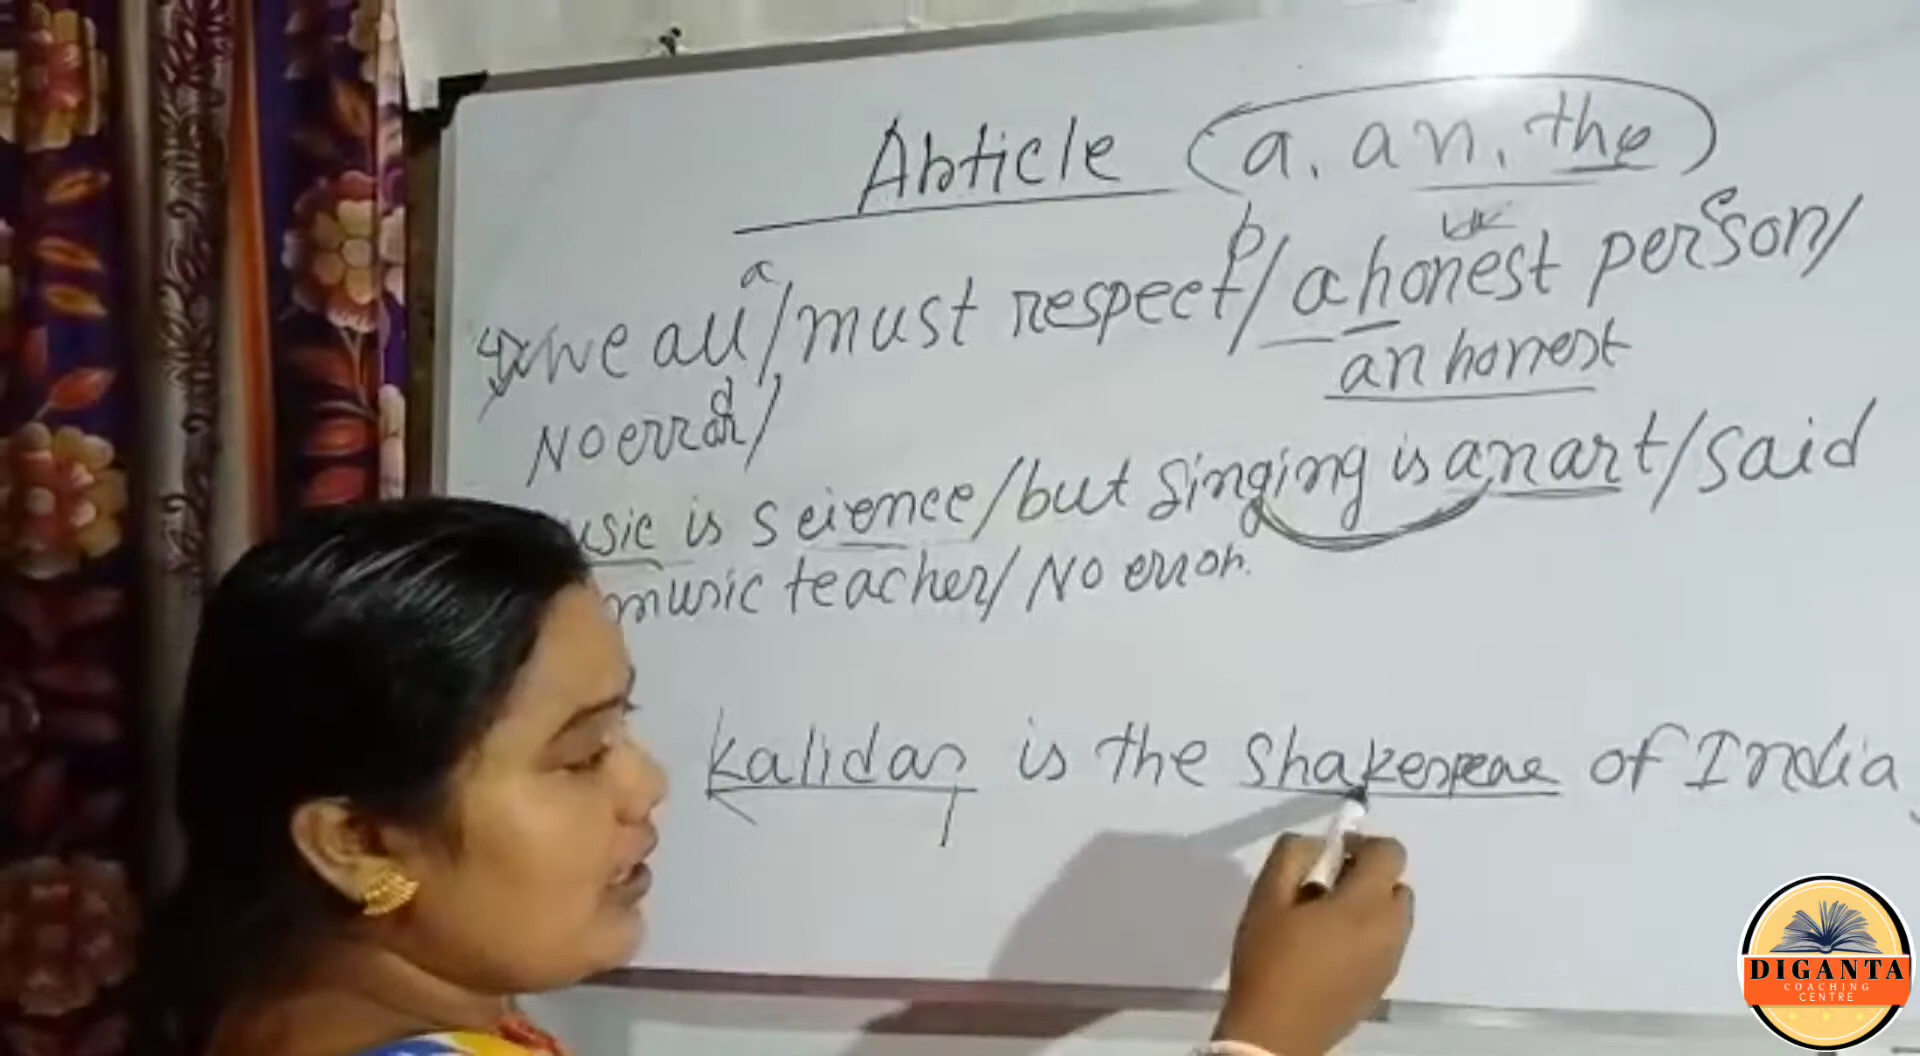 Article (a, an, the)
a b c
we all/must respect/a honest person/
an honest
d
No error/
usic is science/but singing is an art/said
music teacher/No error.
Kalidas is the Shakespeare of India
DIGANTA
COACHING
CENTRE